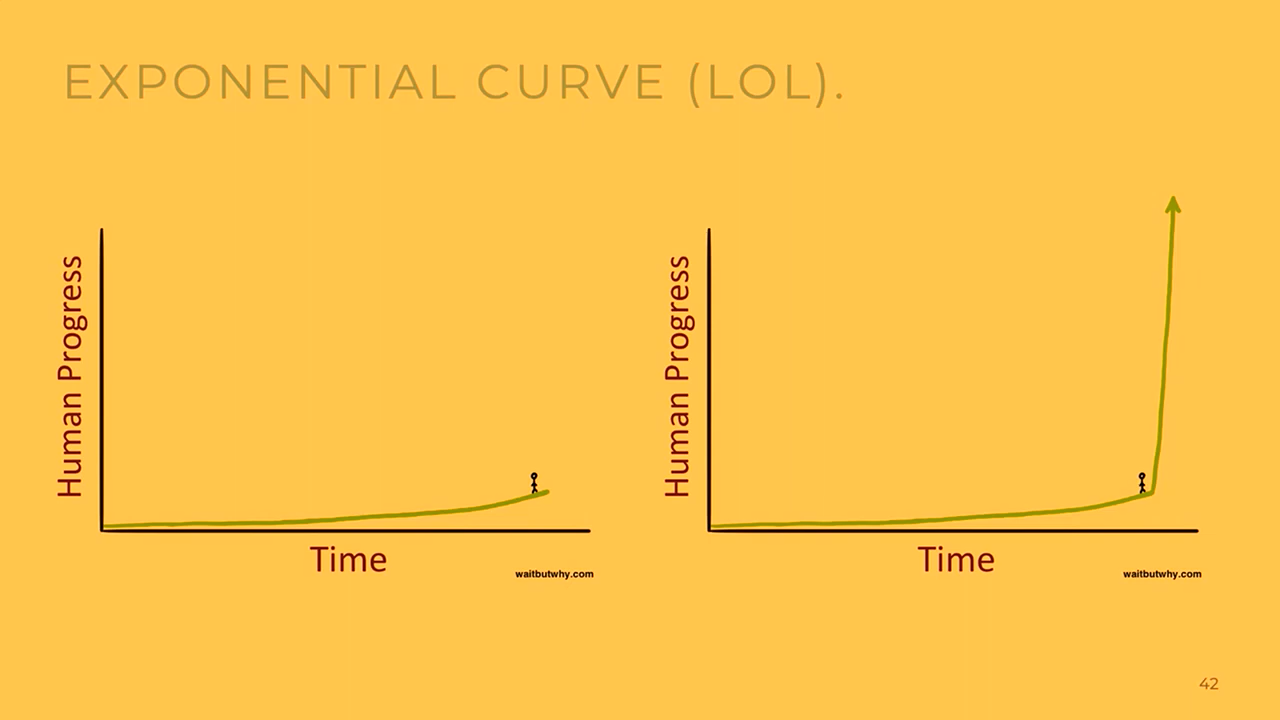 EXPONENTIAL CURVE (LOL).
Human Progress
Time
waitbutwhy.com
Human Progress
Time
waitbutwhy.com
42